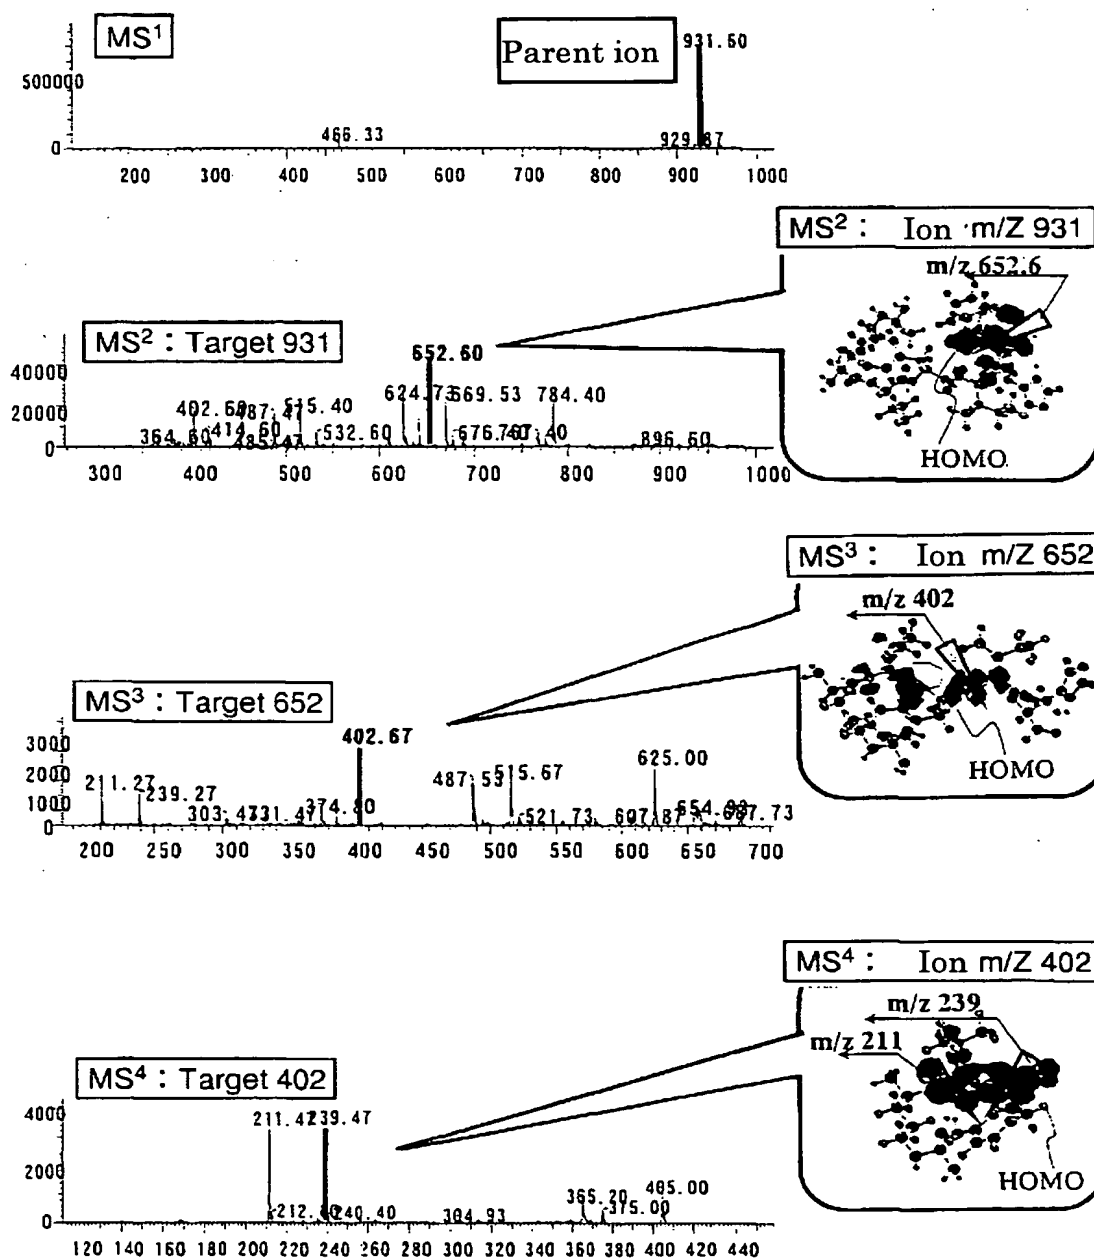 MS1
Parent ion
931.60
500000
466.33
929.87
0
200 300 400 500 600 700 800 900 1000
MS2 : Ion m/Z 931
m/z 652.6
HOMO
MS2 : Target 931
652.60
40000
624.73 669.53 784.40
20000
402.60 487.47 515.40
414.60
364.60
532.60
676.60
896.60
0
300 400 500 600 700 800 900 1000
MS3 : Ion m/Z 652
m/z 402
HOMO
MS3 : Target 652
402.67
3000
2000
1000
0
211.27
239.27
487.53
515.67
625.00
374.80
521.73
200 250 300 350 400 450 500 550 600 650 700
MS4 : Ion m/Z 402
m/z 239
m/z 211
HOMO
MS4 : Target 402
4000
211.47 239.47
2000
365.20
405.00
375.00
240.40
304.93
0
120 140 160 180 200 220 240 260 280 300 320 340 360 380 400 420 440